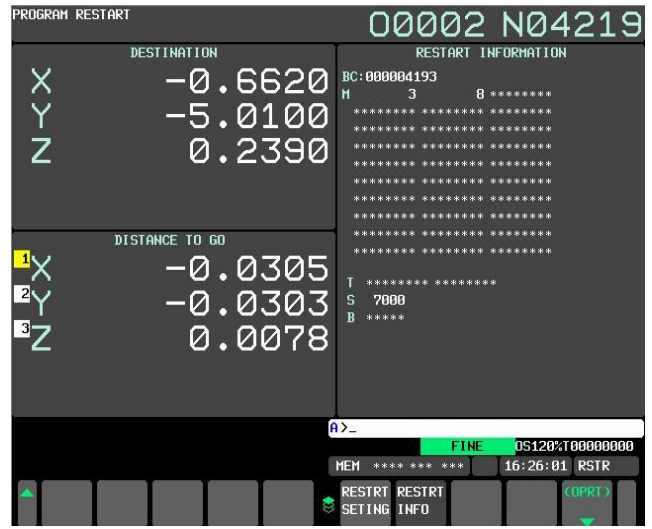 PROGRAM RESTART
O0002 N04219
DESTINATION
X -0.6620
Y -5.0100
Z 0.2390
DISTANCE TO GO
1 X -0.0305
2 Y -0.0303
3 Z 0.0078
RESTART INFORMATION
BC:000004193
M 3 8 ********
******** ******** ********
******** ******** ********
******** ******** ********
******** ******** ********
******** ******** ********
******** ******** ********
******** ******** ********
******** ******** ********
******** ******** ********
T ******** ********
S 7000
B *****
A>_
FINE OS120%T00000000
MEM **** *** *** 16:26:01 RSTR
RESTRT SETING
RESTRT INFO
(OPRT)